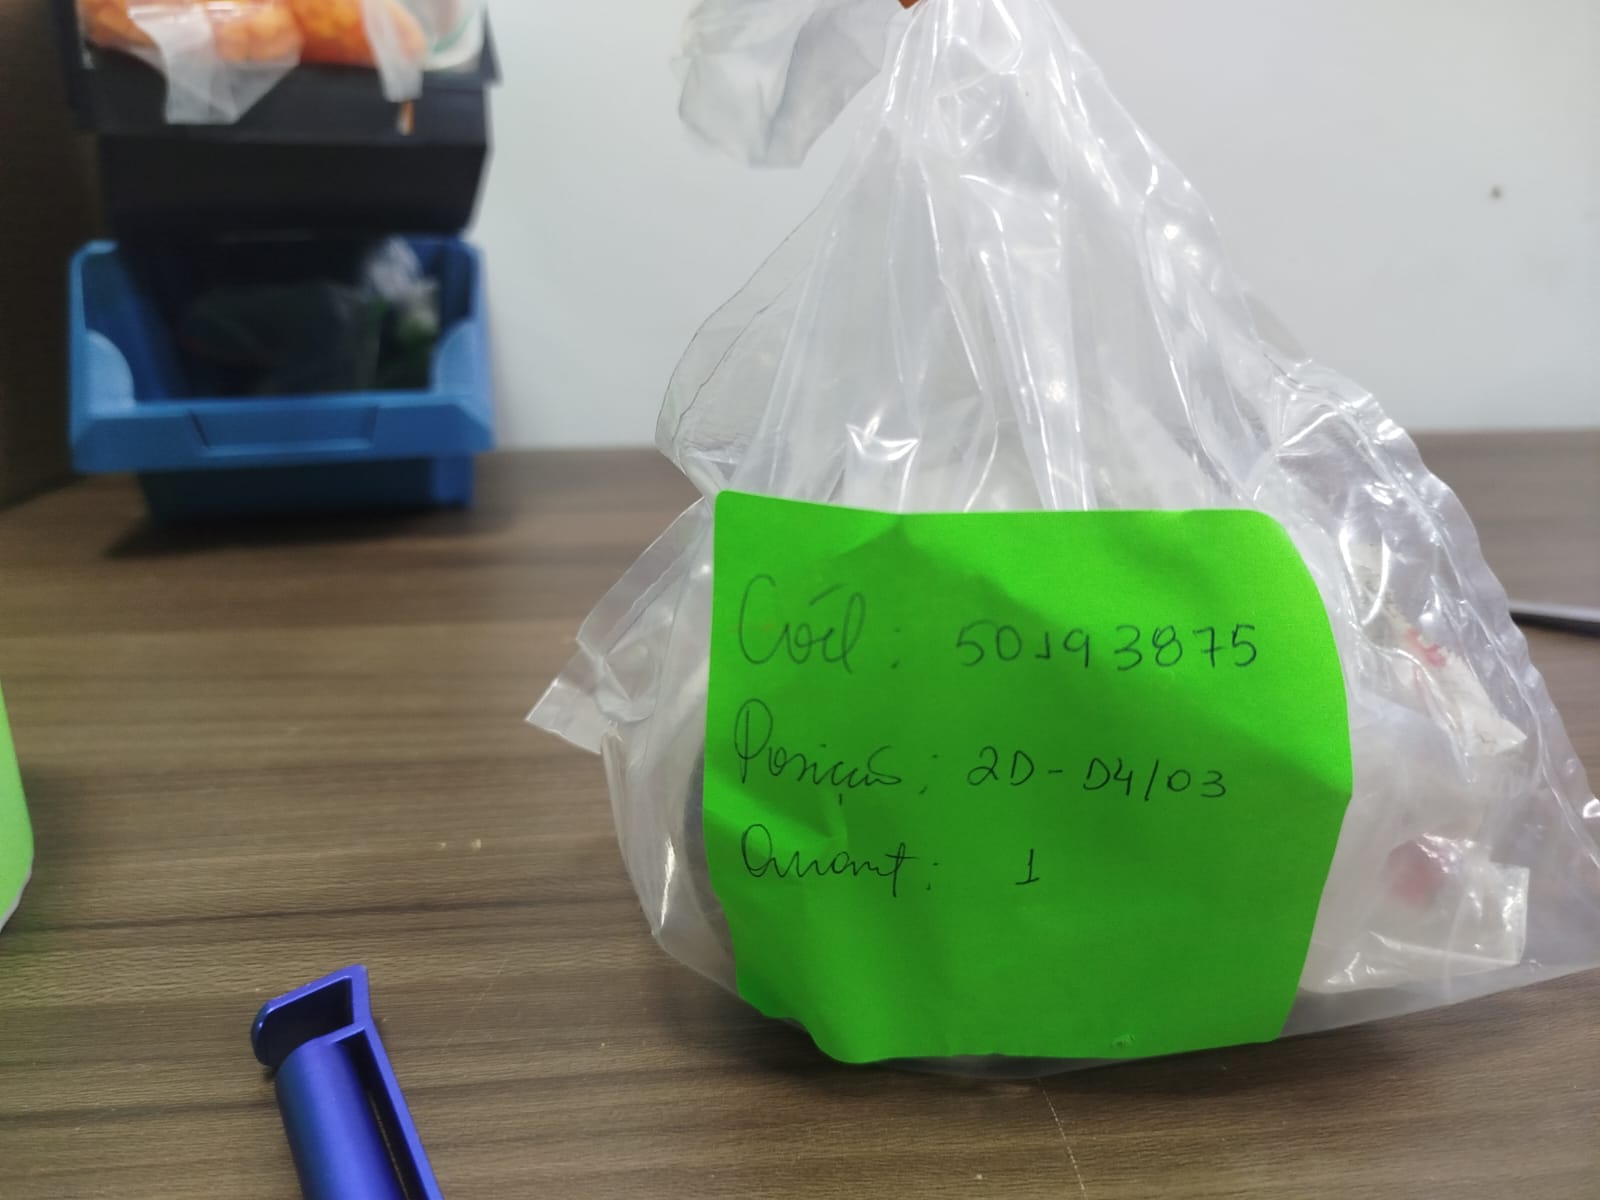 Cód: 50193875
Posição: 2D-D4/03
Quant: 1